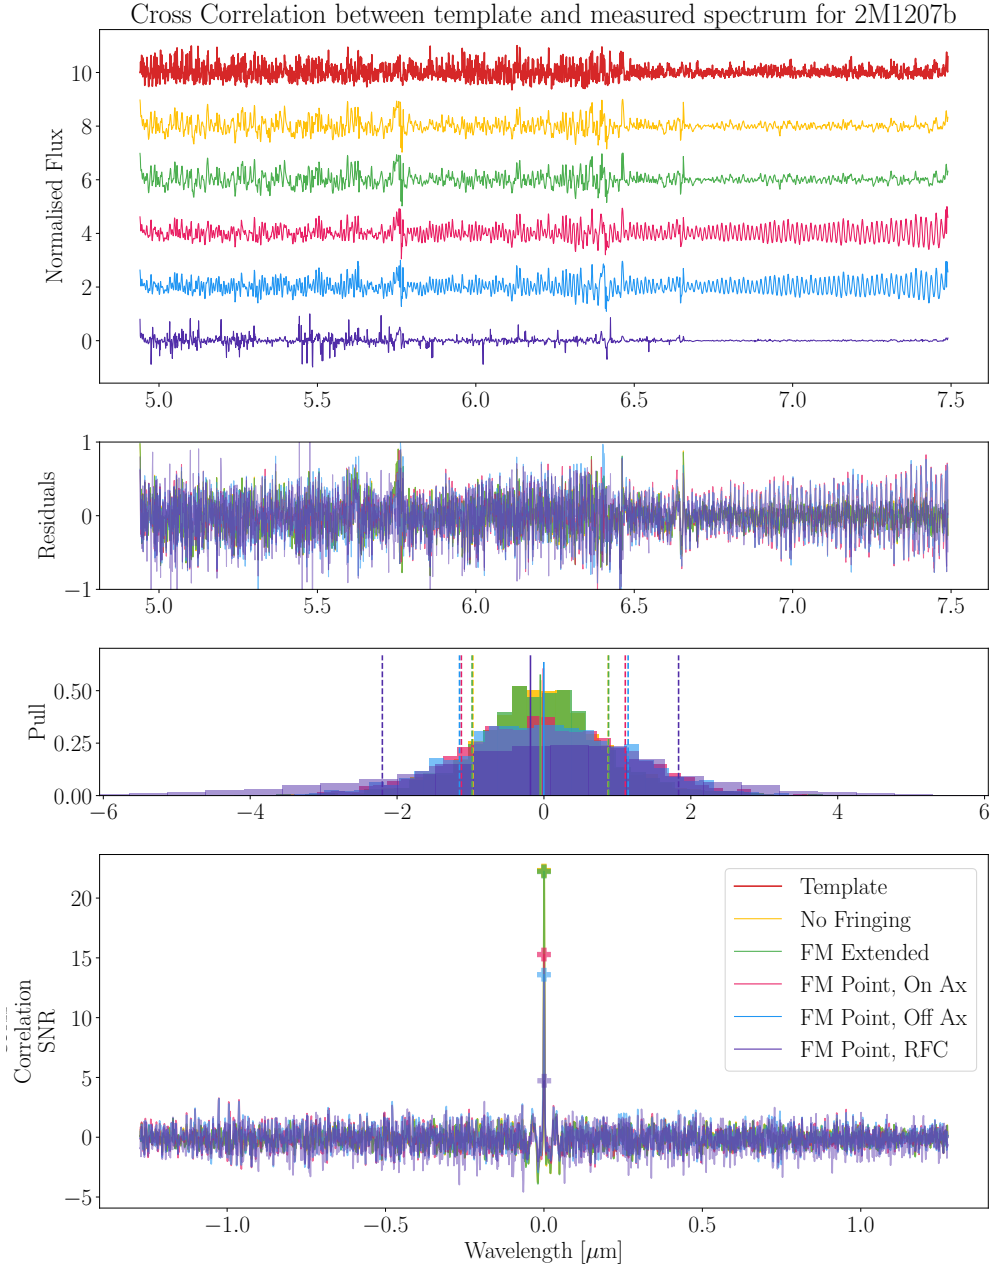 Cross Correlation between template and measured spectrum for 2M1207b
Normalised Flux
10
8
6
4
2
0
5.0 5.5 6.0 6.5 7.0 7.5
Residuals
1
0
−1
5.0 5.5 6.0 6.5 7.0 7.5
Pull
0.50
0.25
0.00
−6 −4 −2 0 2 4 6
Correlation
SNR
20
15
10
5
0
−5
Template
No Fringing
FM Extended
FM Point, On Ax
FM Point, Off Ax
FM Point, RFC
−1.0 −0.5 0.0 0.5 1.0
Wavelength [μm]